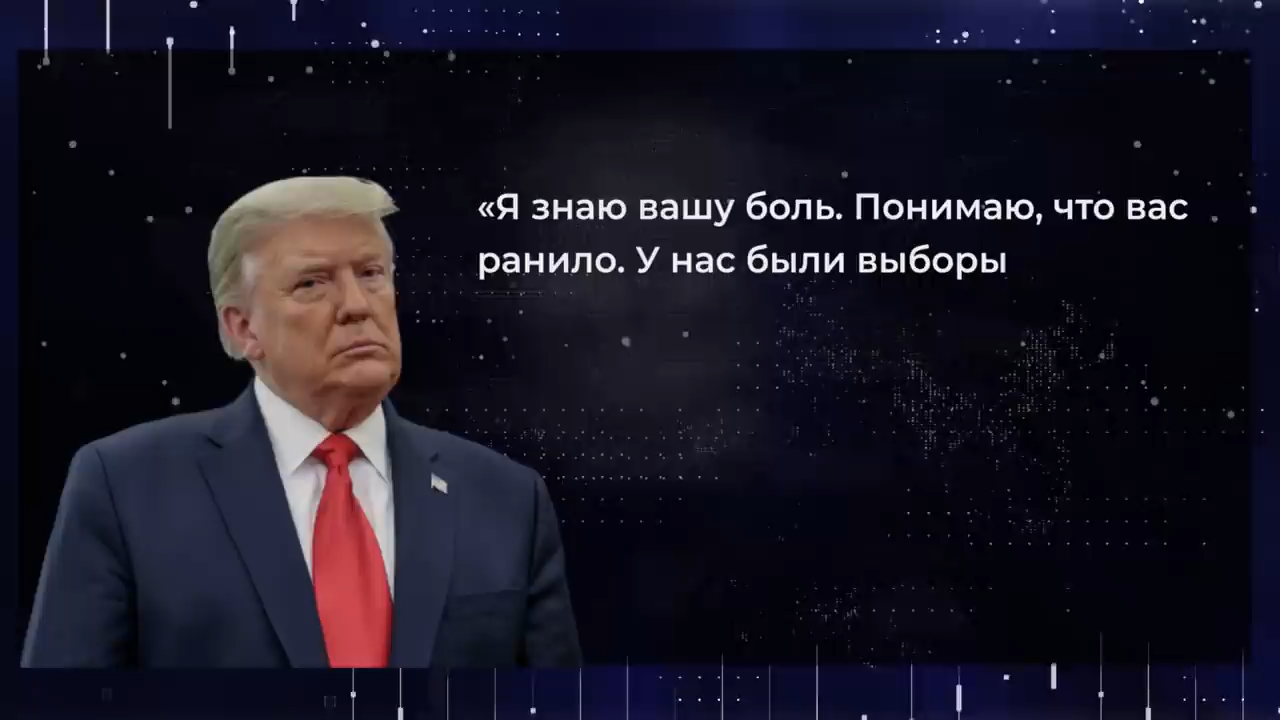 «Я знаю вашу боль. Понимаю, что вас
ранило. У нас были выборы